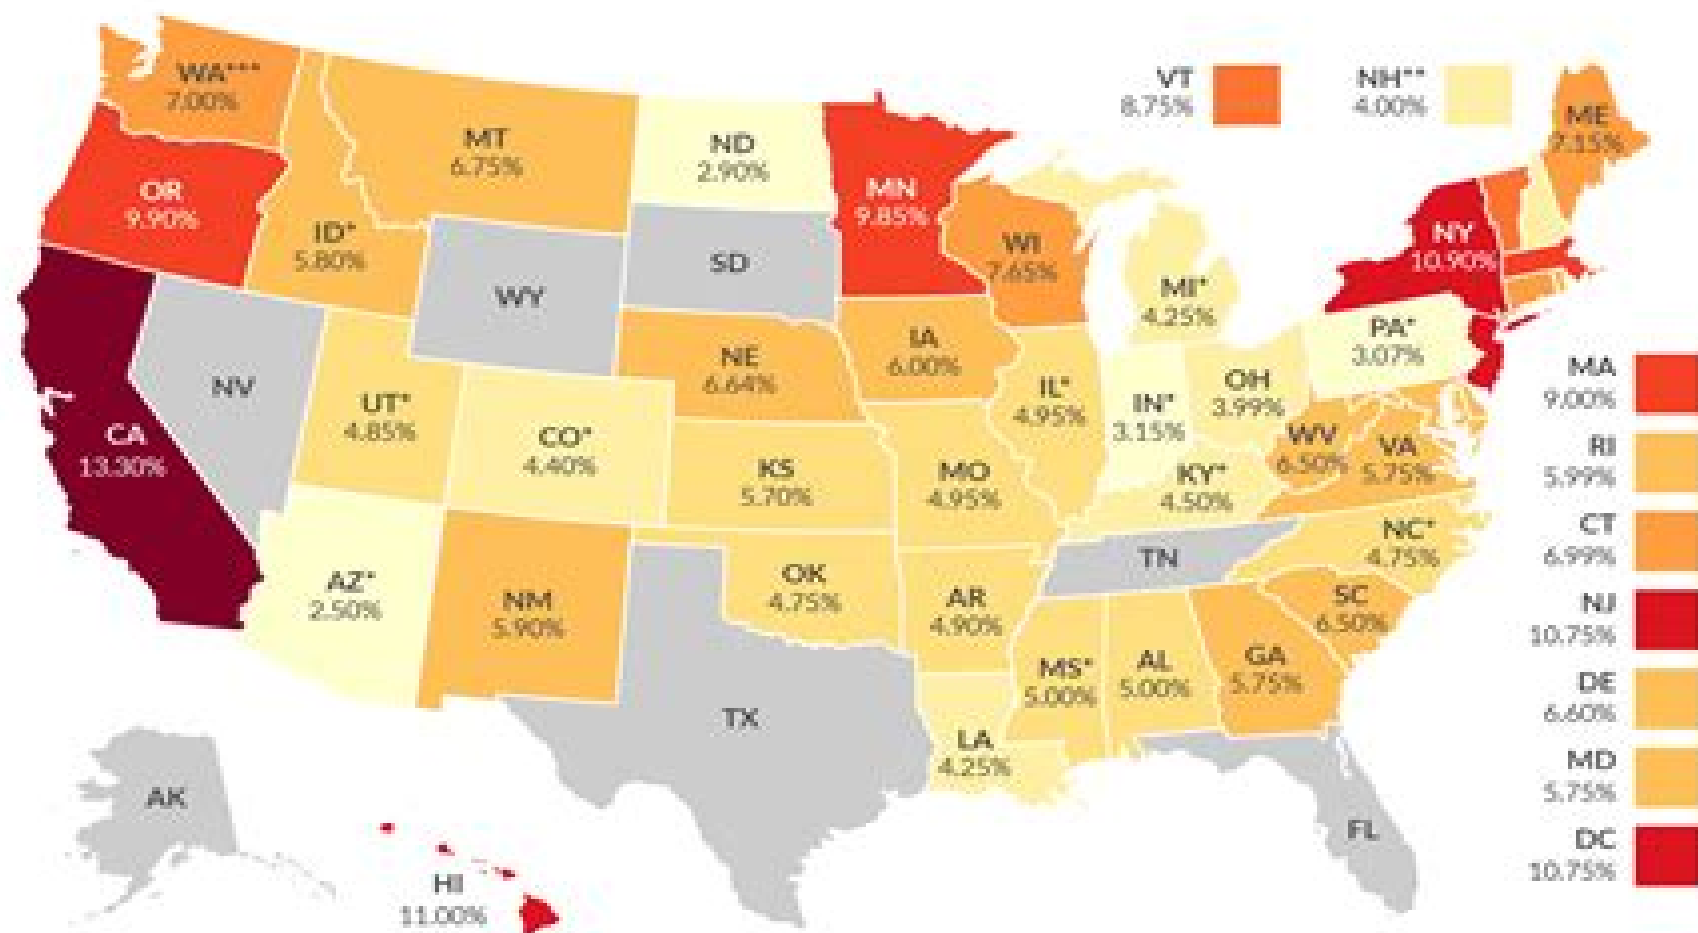 WA***
7.00%
VT
8.75%
NH**
4.00%
ME
7.15%
MT
6.75%
ND
2.90%
OR
9.90%
MN
9.85%
ID*
5.80%
WI
7.65%
NY
10.90%
SD
WY
MI*
4.25%
PA*
3.07%
IA
6.00%
NE
6.64%
MA
9.00%
NV
UT*
4.85%
IL*
4.95%
IN*
3.15%
OH
3.99%
CA
13.30%
CO*
4.40%
WV
6.50%
VA
5.75%
RI
5.99%
KS
5.70%
MO
4.95%
KY*
4.50%
CT
6.99%
NC*
4.75%
TN
AZ*
2.50%
NM
5.90%
OK
4.75%
AR
4.90%
SC
6.50%
NJ
10.75%
MS*
5.00%
AL
5.00%
GA
5.75%
DE
6.60%
TX
LA
4.25%
MD
5.75%
AK
FL
DC
10.75%
HI
11.00%